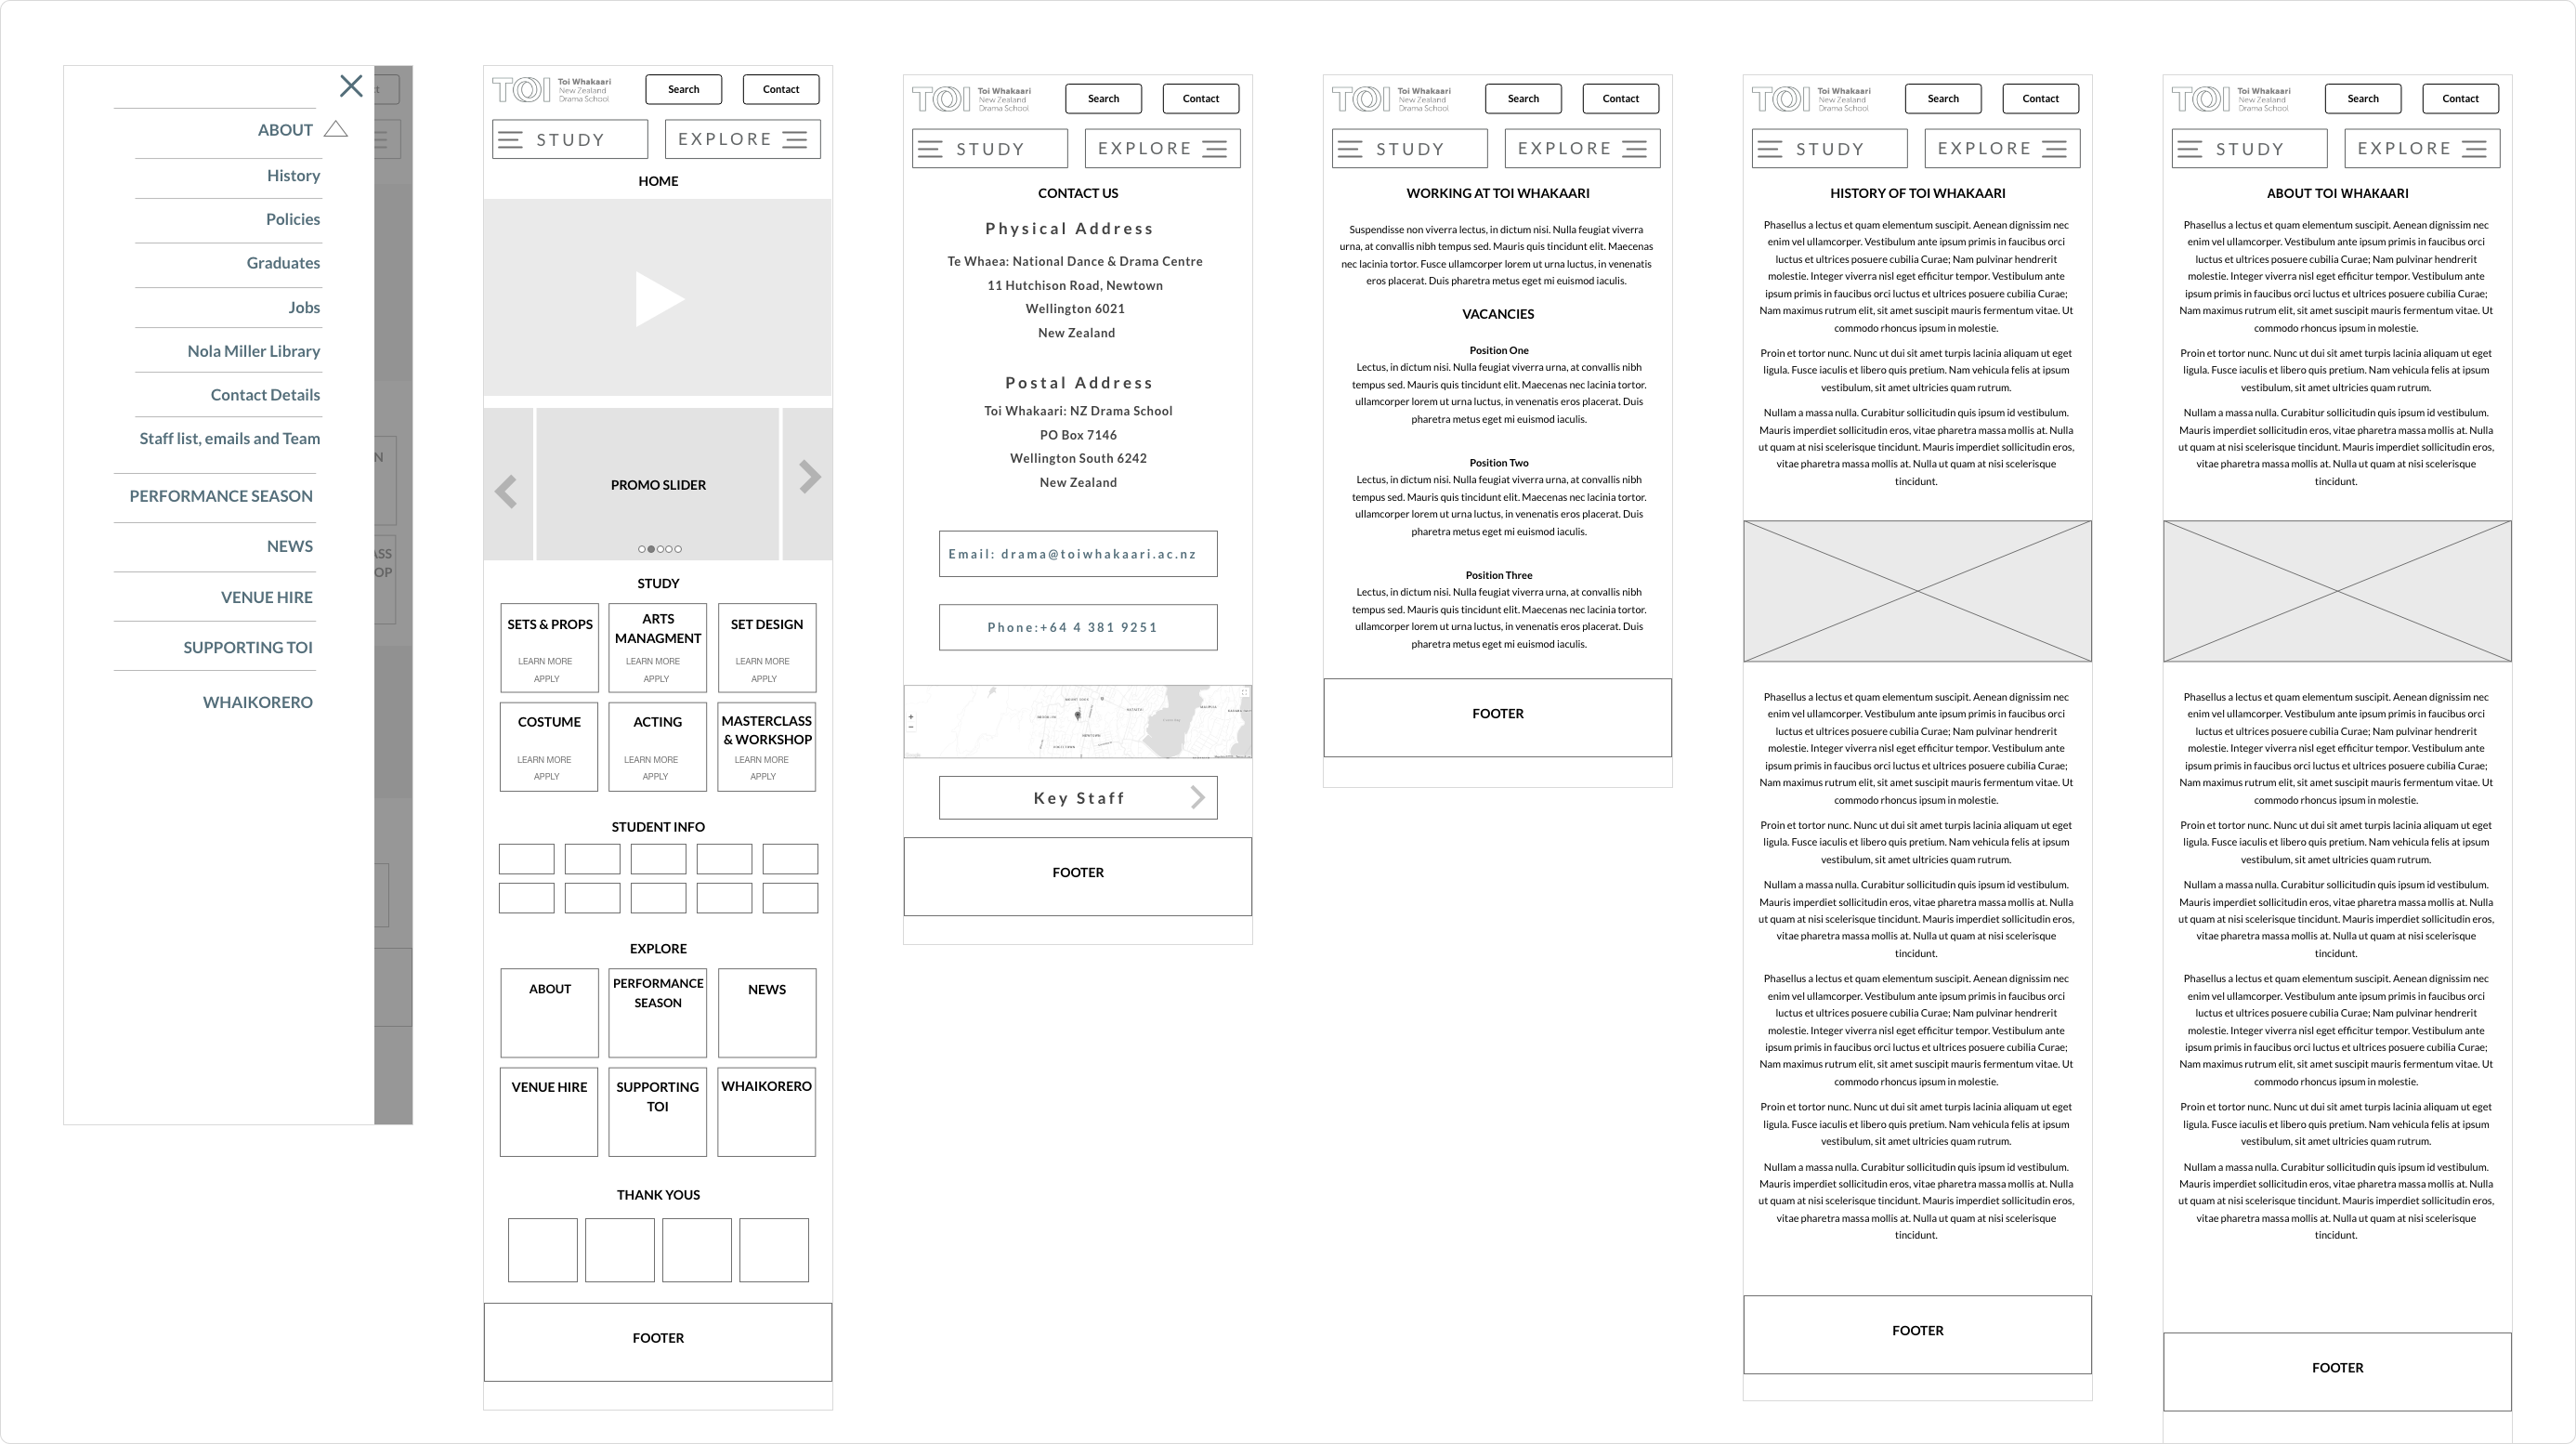 ABOUT
History
Policies
Graduates
Jobs
Nola Miller Library
Contact Details
Staff list, emails and Team
PERFORMANCE SEASON
NEWS
VENUE HIRE
SUPPORTING TOI
WHAIKORERO
TOI Toi Whakaari
New Zealand
Drama School
Search
Contact
STUDY
EXPLORE
HOME
PROMO SLIDER
STUDY
SETS & PROPS
LEARN MORE
APPLY
ARTS
MANAGMENT
LEARN MORE
APPLY
SET DESIGN
LEARN MORE
APPLY
COSTUME
LEARN MORE
APPLY
ACTING
LEARN MORE
APPLY
MASTERCLASS
& WORKSHOP
LEARN MORE
APPLY
STUDENT INFO
EXPLORE
ABOUT
PERFORMANCE
SEASON
NEWS
VENUE HIRE
SUPPORTING
TOI
WHAIKORERO
THANK YOUS
FOOTER
TOI Toi Whakaari
New Zealand
Drama School
Search
Contact
STUDY
EXPLORE
CONTACT US
Physical Address
Te Whaea: National Dance & Drama Centre
11 Hutchison Road, Newtown
Wellington 6021
New Zealand
Postal Address
Toi Whakaari: NZ Drama School
PO Box 7146
Wellington South 6242
New Zealand
Email: drama@toiwhakaari.ac.nz
Phone:+64 4 381 9251
Key Staff
FOOTER
TOI Toi Whakaari
New Zealand
Drama School
Search
Contact
STUDY
EXPLORE
WORKING AT TOI WHAKAARI
Suspendisse non viverra lectus, in dictum nisi. Nulla feugiat viverra
urna, at convallis nibh tempus sed. Mauris quis tincidunt elit. Maecenas
nec lacinia tortor. Fusce ullamcorper lorem ut urna luctus, in venenatis
eros placerat. Duis pharetra metus eget mi euismod iaculis.
VACANCIES
Position One
Lectus, in dictum nisi. Nulla feugiat viverra urna, at convallis nibh
tempus sed. Mauris quis tincidunt elit. Maecenas nec lacinia tortor.
ullamcorper lorem ut urna luctus, in venenatis eros placerat. Duis
pharetra metus eget mi euismod iaculis.
Position Two
Lectus, in dictum nisi. Nulla feugiat viverra urna, at convallis nibh
tempus sed. Mauris quis tincidunt elit. Maecenas nec lacinia tortor.
ullamcorper lorem ut urna luctus, in venenatis eros placerat. Duis
pharetra metus eget mi euismod iaculis.
Position Three
Lectus, in dictum nisi. Nulla feugiat viverra urna, at convallis nibh
tempus sed. Mauris quis tincidunt elit. Maecenas nec lacinia tortor.
ullamcorper lorem ut urna luctus, in venenatis eros placerat. Duis
pharetra metus eget mi euismod iaculis.
FOOTER
TOI Toi Whakaari
New Zealand
Drama School
Search
Contact
STUDY
EXPLORE
HISTORY OF TOI WHAKAARI
Phasellus a lectus et quam elementum suscipit. Aenean dignissim nec
enim vel ullamcorper. Vestibulum ante ipsum primis in faucibus orci
luctus et ultrices posuere cubilia Curae; Nam pulvinar hendrerit
molestie. Integer viverra nisl eget efficitur tempor. Vestibulum ante
ipsum primis in faucibus orci luctus et ultrices posuere cubilia Curae;
Nam maximus rutrum elit, sit amet suscipit mauris fermentum vitae. Ut
commodo rhoncus ipsum in molestie.
Proin et tortor nunc. Nunc ut dui sit amet turpis lacinia aliquam ut eget
ligula. Fusce iaculis et libero quis pretium. Nam vehicula felis at ipsum
vestibulum, sit amet ultricies quam rutrum.
Nullam a massa nulla. Curabitur sollicitudin quis ipsum id vestibulum.
Mauris imperdiet sollicitudin eros, vitae pharetra massa mollis at. Nulla
ut quam at nisi scelerisque tincidunt. Mauris imperdiet sollicitudin eros,
vitae pharetra massa mollis at. Nulla ut quam at nisi scelerisque
tincidunt.
Phasellus a lectus et quam elementum suscipit. Aenean dignissim nec
enim vel ullamcorper. Vestibulum ante ipsum primis in faucibus orci
luctus et ultrices posuere cubilia Curae; Nam pulvinar hendrerit
molestie. Integer viverra nisl eget efficitur tempor. Vestibulum ante
ipsum primis in faucibus orci luctus et ultrices posuere cubilia Curae;
Nam maximus rutrum elit, sit amet suscipit mauris fermentum vitae. Ut
commodo rhoncus ipsum in molestie.
Proin et tortor nunc. Nunc ut dui sit amet turpis lacinia aliquam ut eget
ligula. Fusce iaculis et libero quis pretium. Nam vehicula felis at ipsum
vestibulum, sit amet ultricies quam rutrum.
Nullam a massa nulla. Curabitur sollicitudin quis ipsum id vestibulum.
Mauris imperdiet sollicitudin eros, vitae pharetra massa mollis at. Nulla
ut quam at nisi scelerisque tincidunt. Mauris imperdiet sollicitudin eros,
vitae pharetra massa mollis at. Nulla ut quam at nisi scelerisque
tincidunt.
Phasellus a lectus et quam elementum suscipit. Aenean dignissim nec
enim vel ullamcorper. Vestibulum ante ipsum primis in faucibus orci
luctus et ultrices posuere cubilia Curae; Nam pulvinar hendrerit
molestie. Integer viverra nisl eget efficitur tempor. Vestibulum ante
ipsum primis in faucibus orci luctus et ultrices posuere cubilia Curae;
Nam maximus rutrum elit, sit amet suscipit mauris fermentum vitae. Ut
commodo rhoncus ipsum in molestie.
Proin et tortor nunc. Nunc ut dui sit amet turpis lacinia aliquam ut eget
ligula. Fusce iaculis et libero quis pretium. Nam vehicula felis at ipsum
vestibulum, sit amet ultricies quam rutrum.
Nullam a massa nulla. Curabitur sollicitudin quis ipsum id vestibulum.
Mauris imperdiet sollicitudin eros, vitae pharetra massa mollis at. Nulla
ut quam at nisi scelerisque tincidunt. Mauris imperdiet sollicitudin eros,
vitae pharetra massa mollis at. Nulla ut quam at nisi scelerisque
tincidunt.
FOOTER
TOI Toi Whakaari
New Zealand
Drama School
Search
Contact
STUDY
EXPLORE
ABOUT TOI WHAKAARI
Phasellus a lectus et quam elementum suscipit. Aenean dignissim nec
enim vel ullamcorper. Vestibulum ante ipsum primis in faucibus orci
luctus et ultrices posuere cubilia Curae; Nam pulvinar hendrerit
molestie. Integer viverra nisl eget efficitur tempor. Vestibulum ante
ipsum primis in faucibus orci luctus et ultrices posuere cubilia Curae;
Nam maximus rutrum elit, sit amet suscipit mauris fermentum vitae. Ut
commodo rhoncus ipsum in molestie.
Proin et tortor nunc. Nunc ut dui sit amet turpis lacinia aliquam ut eget
ligula. Fusce iaculis et libero quis pretium. Nam vehicula felis at ipsum
vestibulum, sit amet ultricies quam rutrum.
Nullam a massa nulla. Curabitur sollicitudin quis ipsum id vestibulum.
Mauris imperdiet sollicitudin eros, vitae pharetra massa mollis at. Nulla
ut quam at nisi scelerisque tincidunt. Mauris imperdiet sollicitudin eros,
vitae pharetra massa mollis at. Nulla ut quam at nisi scelerisque
tincidunt.
Phasellus a lectus et quam elementum suscipit. Aenean dignissim nec
enim vel ullamcorper. Vestibulum ante ipsum primis in faucibus orci
luctus et ultrices posuere cubilia Curae; Nam pulvinar hendrerit
molestie. Integer viverra nisl eget efficitur tempor. Vestibulum ante
ipsum primis in faucibus orci luctus et ultrices posuere cubilia Curae;
Nam maximus rutrum elit, sit amet suscipit mauris fermentum vitae. Ut
commodo rhoncus ipsum in molestie.
Proin et tortor nunc. Nunc ut dui sit amet turpis lacinia aliquam ut eget
ligula. Fusce iaculis et libero quis pretium. Nam vehicula felis at ipsum
vestibulum, sit amet ultricies quam rutrum.
Nullam a massa nulla. Curabitur sollicitudin quis ipsum id vestibulum.
Mauris imperdiet sollicitudin eros, vitae pharetra massa mollis at. Nulla
ut quam at nisi scelerisque tincidunt. Mauris imperdiet sollicitudin eros,
vitae pharetra massa mollis at. Nulla ut quam at nisi scelerisque
tincidunt.
Phasellus a lectus et quam elementum suscipit. Aenean dignissim nec
enim vel ullamcorper. Vestibulum ante ipsum primis in faucibus orci
luctus et ultrices posuere cubilia Curae; Nam pulvinar hendrerit
molestie. Integer viverra nisl eget efficitur tempor. Vestibulum ante
ipsum primis in faucibus orci luctus et ultrices posuere cubilia Curae;
Nam maximus rutrum elit, sit amet suscipit mauris fermentum vitae. Ut
commodo rhoncus ipsum in molestie.
Proin et tortor nunc. Nunc ut dui sit amet turpis lacinia aliquam ut eget
ligula. Fusce iaculis et libero quis pretium. Nam vehicula felis at ipsum
vestibulum, sit amet ultricies quam rutrum.
Nullam a massa nulla. Curabitur sollicitudin quis ipsum id vestibulum.
Mauris imperdiet sollicitudin eros, vitae pharetra massa mollis at. Nulla
ut quam at nisi scelerisque tincidunt. Mauris imperdiet sollicitudin eros,
vitae pharetra massa mollis at. Nulla ut quam at nisi scelerisque
tincidunt.
FOOTER